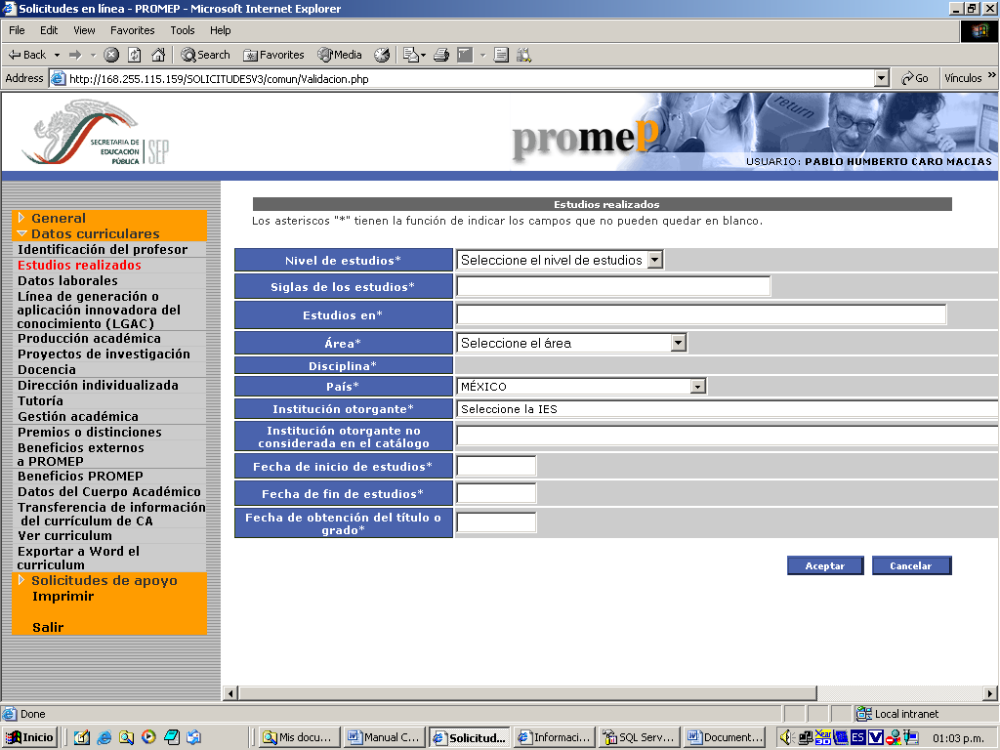 Solicitudes en línea - PROMEP - Microsoft Internet Explorer
File Edit View Favorites Tools Help
Back Search Favorites Media
Address http://168.255.115.159/SOLICITUDESV3/comun/Validacion.php Go Vínculos »
SECRETARIA DE
EDUCACIÓN
PÚBLICA SEP
promep
return
USUARIO: PABLO HUMBERTO CARO MACIAS
General
Datos curriculares
Identificación del profesor
Estudios realizados
Datos laborales
Línea de generación o
aplicación innovadora del
conocimiento (LGAC)
Producción académica
Proyectos de investigación
Docencia
Dirección individualizada
Tutoría
Gestión académica
Premios o distinciones
Beneficios externos
a PROMEP
Beneficios PROMEP
Datos del Cuerpo Académico
Transferencia de información
del currículum de CA
Ver curriculum
Exportar a Word el
curriculum
Solicitudes de apoyo
Imprimir
Salir
Estudios realizados
Los asteriscos "*" tienen la función de indicar los campos que no pueden quedar en blanco.
Nivel de estudios* Seleccione el nivel de estudios
Siglas de los estudios*
Estudios en*
Área* Seleccione el área
Disciplina*
País* MÉXICO
Institución otorgante* Seleccione la IES
Institución otorgante no
considerada en el catálogo
Fecha de inicio de estudios*
Fecha de fin de estudios*
Fecha de obtención del título o
grado*
Aceptar Cancelar
Done Local intranet
Inicio Mis docu... Manual C... Solicitud... Informaci... SQL Serv... Document... ES 01:03 p.m.